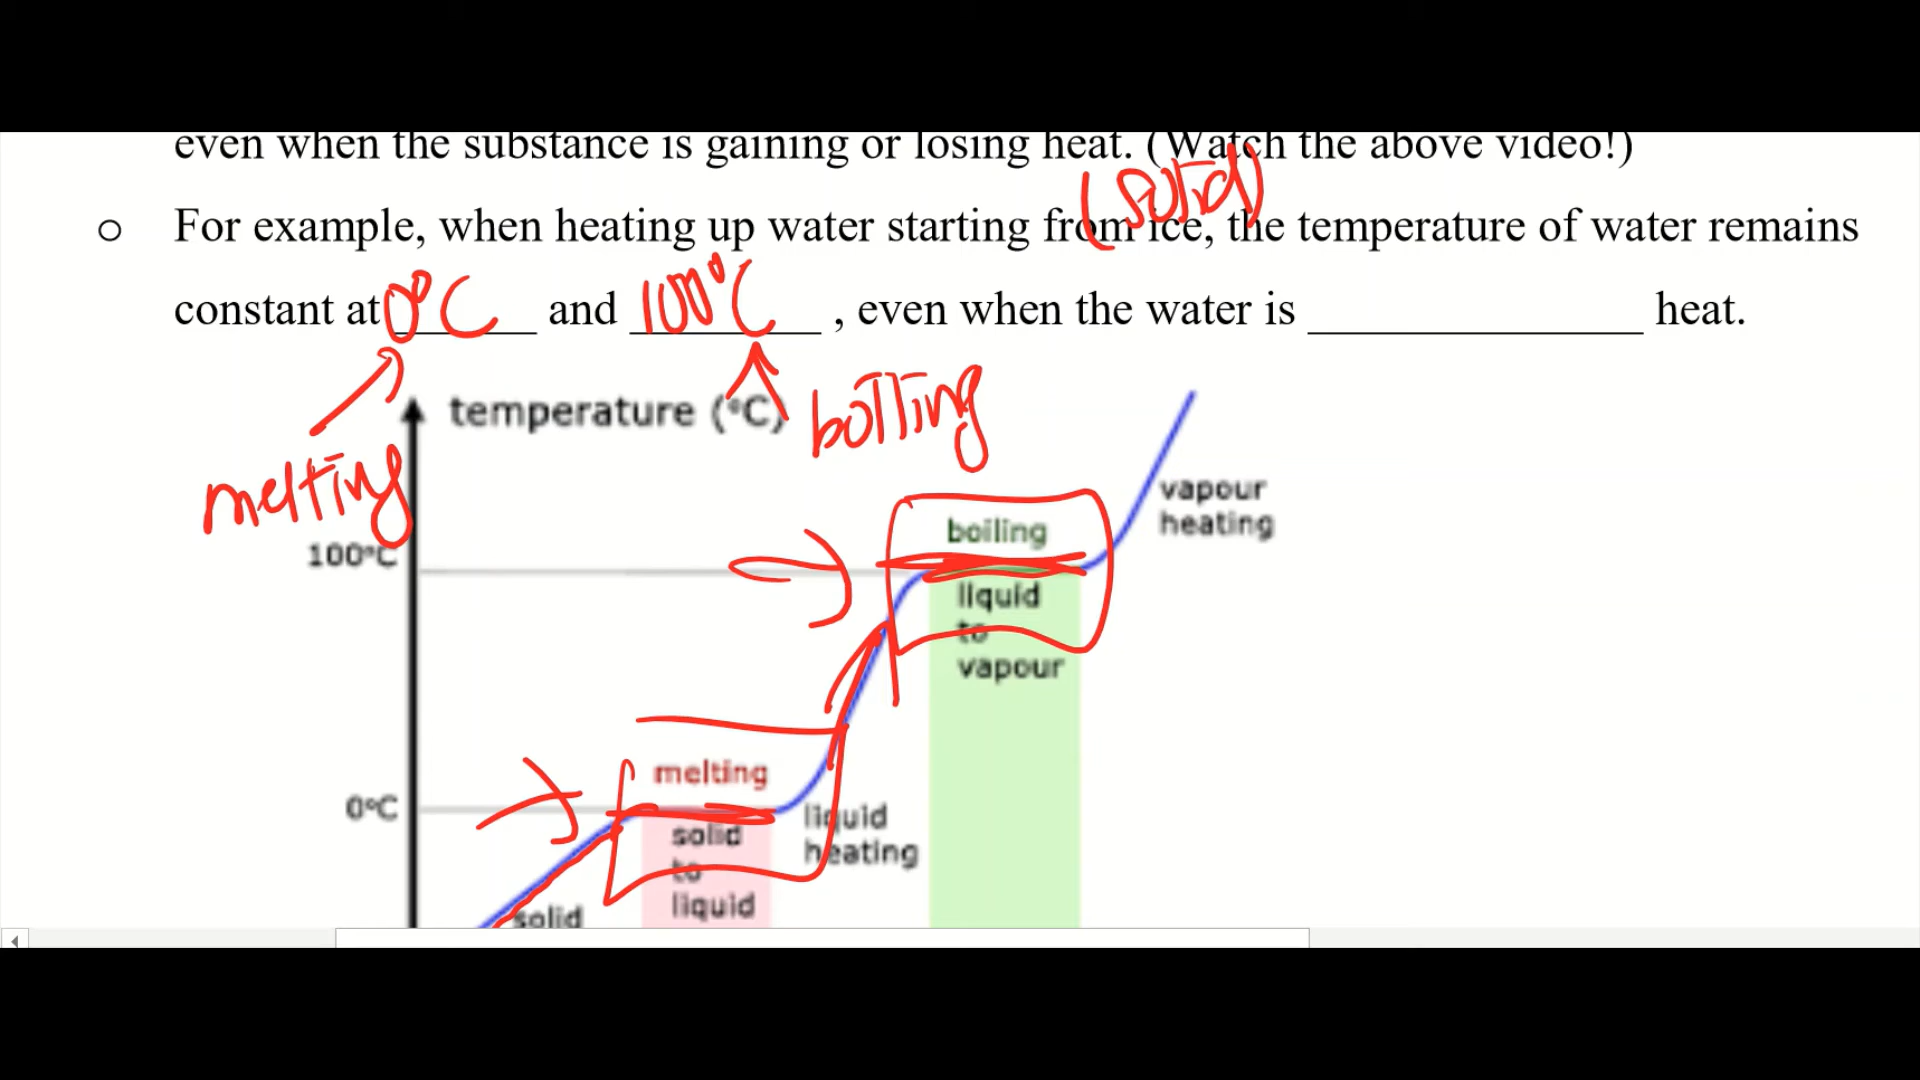 even when the substance is gaining or losing heat. (Watch the above video!)
(solid)
o For example, when heating up water starting from ice, the temperature of water remains
constant at 0°C and 100°C , even when the water is ____________ heat.
temperature (°C)
boiling
melting
vapour
heating
boiling
100°C
liquid
to
vapour
melting
0°C
liquid
heating
solid
to
liquid
solid